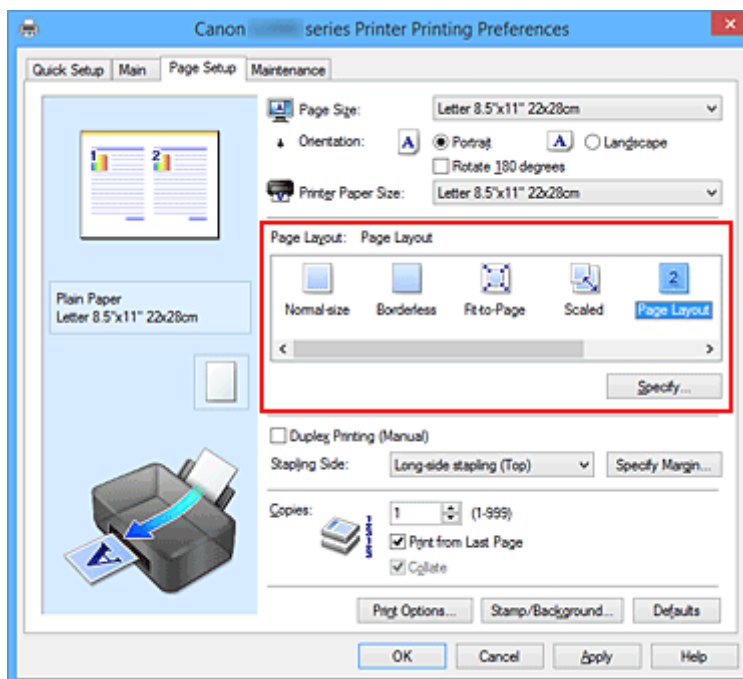 Canon series Printer Printing Preferences
Quick Setup Main Page Setup Maintenance
1 2
Plain Paper
Letter 8.5"x11" 22x28cm
Page Size: Letter 8.5"x11" 22x28cm
Orientation: A Portrait A Landscape
Rotate 180 degrees
Printer Paper Size: Letter 8.5"x11" 22x28cm
Page Layout: Page Layout
2
Normal-size Borderless Fit-to-Page Scaled Page Layout
Specify...
Duplex Printing (Manual)
Stapling Side: Long-side stapling (Top) Specify Margin...
Copies: 1 (1-999)
Print from Last Page
Collate
A
Print Options... Stamp/Background... Defaults
OK Cancel Apply Help